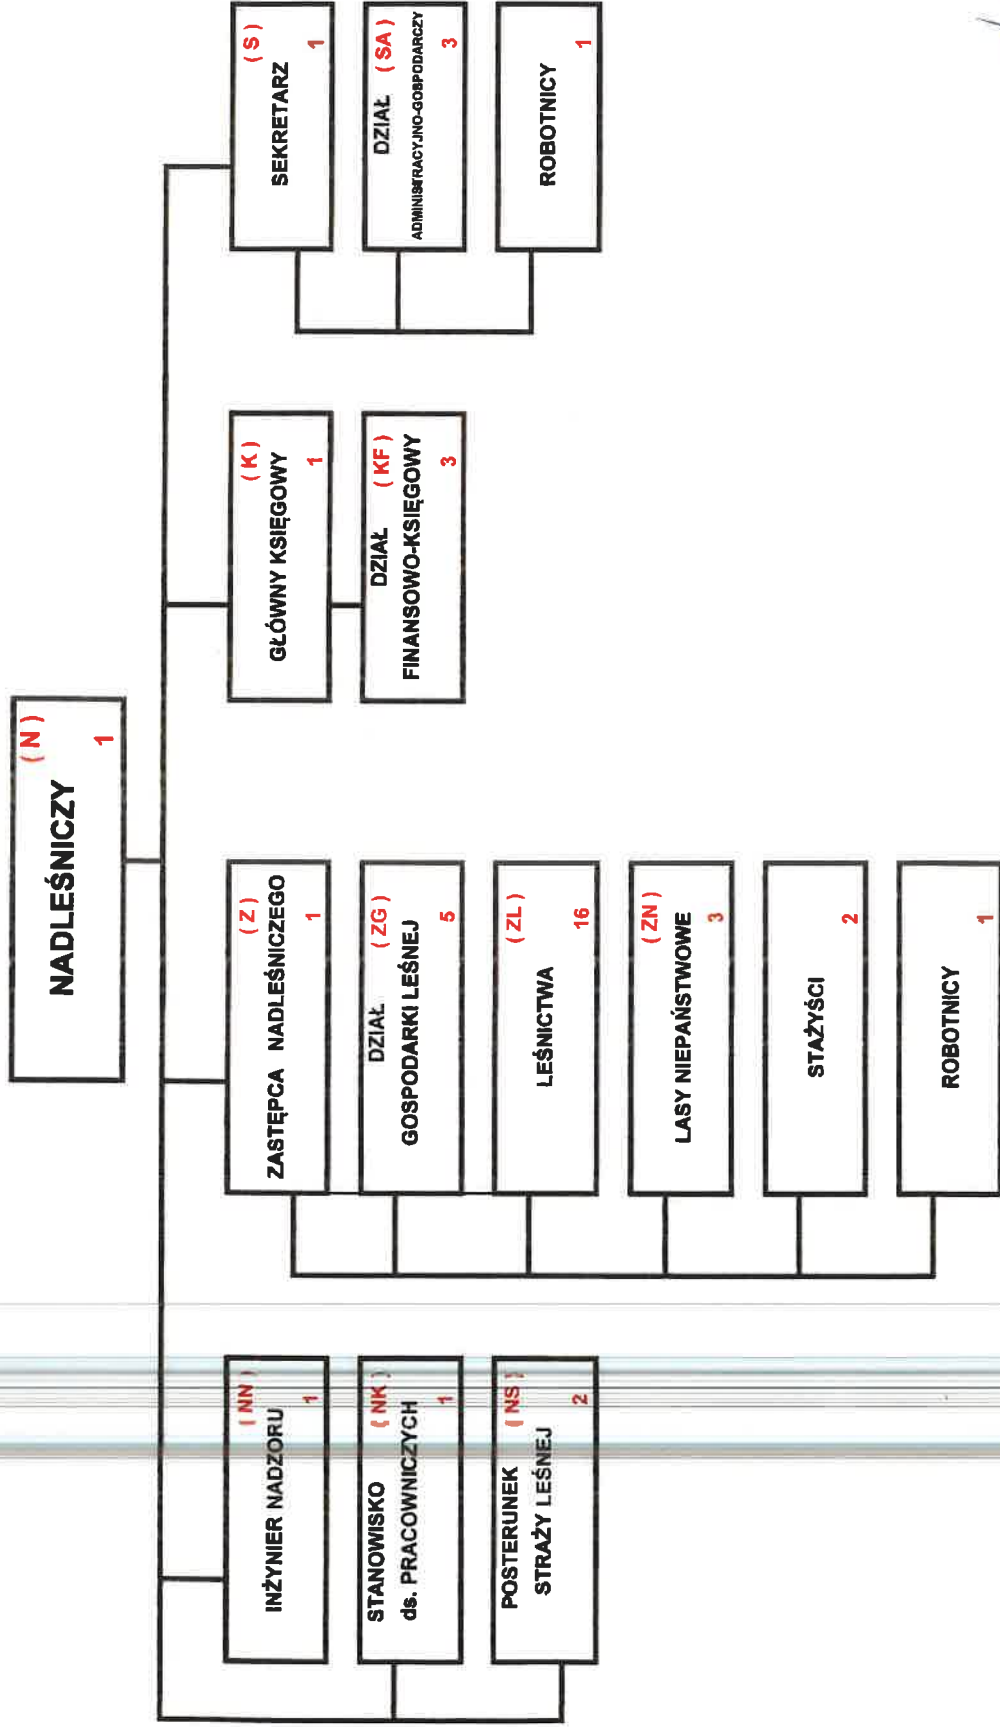 ( N )
NADLEŚNICZY
1
( NN )
INŻYNIER NADZORU
1
STANOWISKO ( NK )
ds. PRACOWNICZYCH
1
POSTERUNEK ( NS )
STRAŻY LEŚNEJ
2
( Z )
ZASTĘPCA NADLEŚNICZEGO
1
DZIAŁ ( ZG )
GOSPODARKI LEŚNEJ
5
( ZL )
LEŚNICTWA
16
( ZN )
LASY NIEPAŃSTWOWE
3
STAŻYŚCI
2
ROBOTNICY
1
( K )
GŁÓWNY KSIĘGOWY
1
DZIAŁ ( KF )
FINANSOWO-KSIĘGOWY
3
( S )
SEKRETARZ
1
DZIAŁ ( SA )
ADMINISTRACYJNO-GOSPODARCZY
3
ROBOTNICY
1